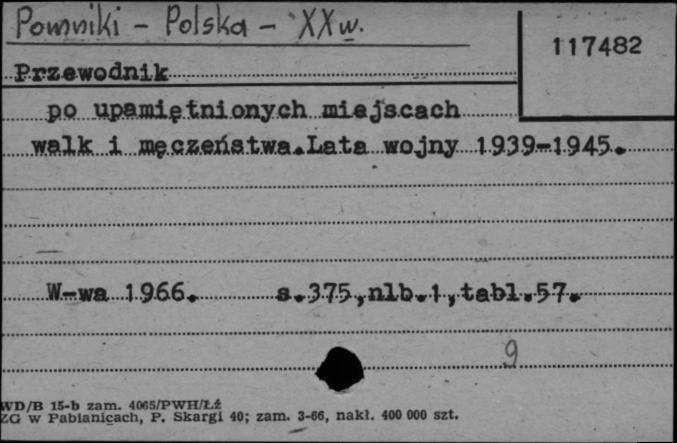 Pomniki - Polska - XX w.
117482
Przewodnik
po upamiętnionych miejscach
walk i męczeństwa.Lata wojny 1939-1945.
W-wa 1966. s.375,nlb.1,tabl.57.
9
WD/B 15-b zam. 4065/PWH/Łź
ZG w Pabianicach, P. Skargi 40; zam. 3-66, nakł. 400 000 szt.